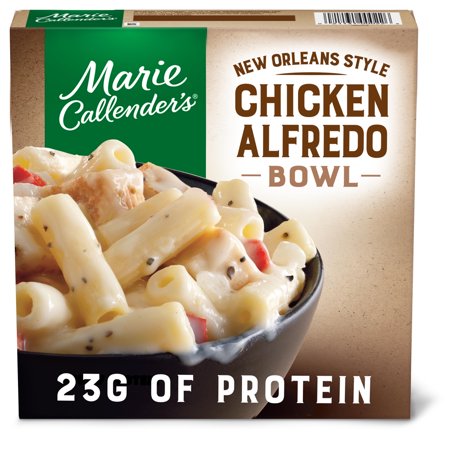 Marie
Callender's®
NEW ORLEANS STYLE
CHICKEN
ALFREDO
BOWL
23G OF PROTEIN